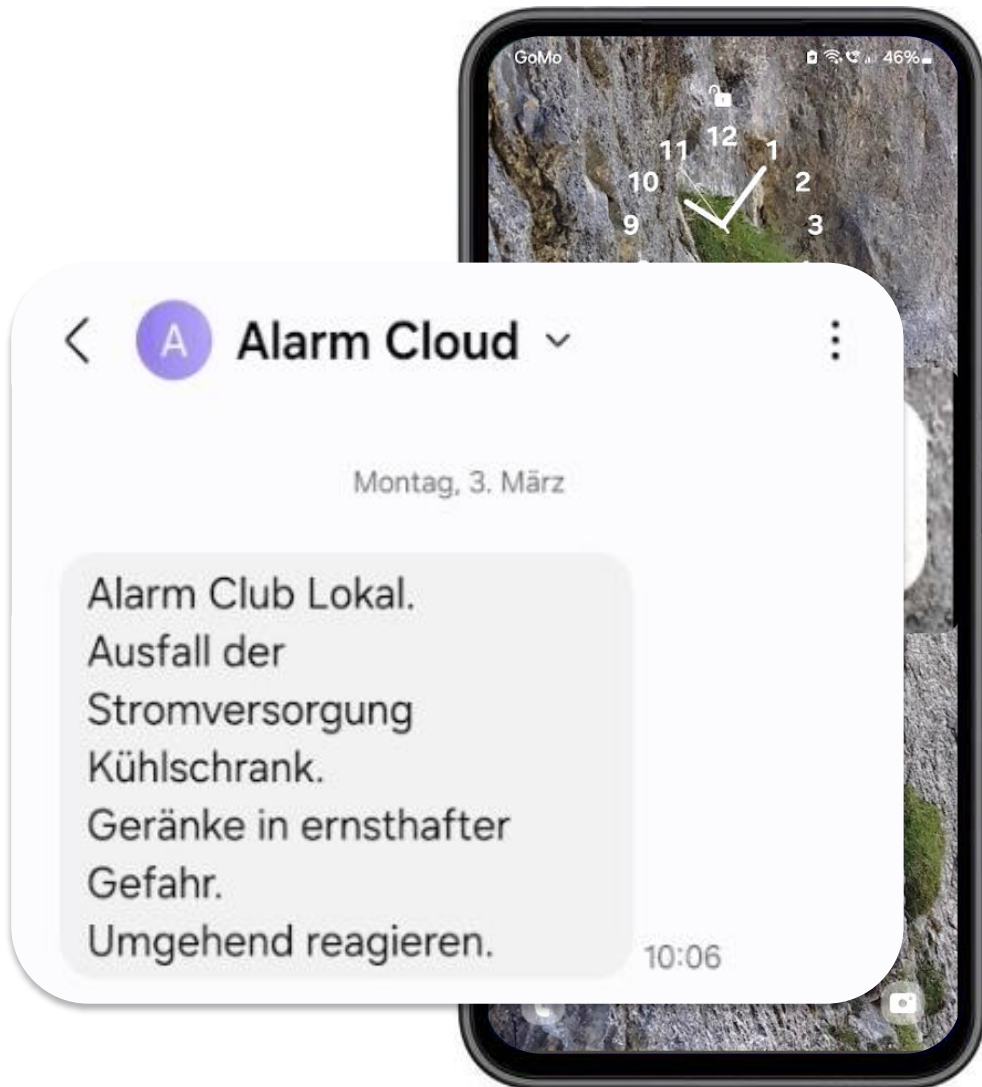 GoMo
46%
12
11
1
10
2
9
3
A
Alarm Cloud
Montag, 3. März
Alarm Club Lokal.
Ausfall der
Stromversorgung
Kühlschrank.
Geränke in ernsthafter
Gefahr.
Umgehend reagieren.
10:06